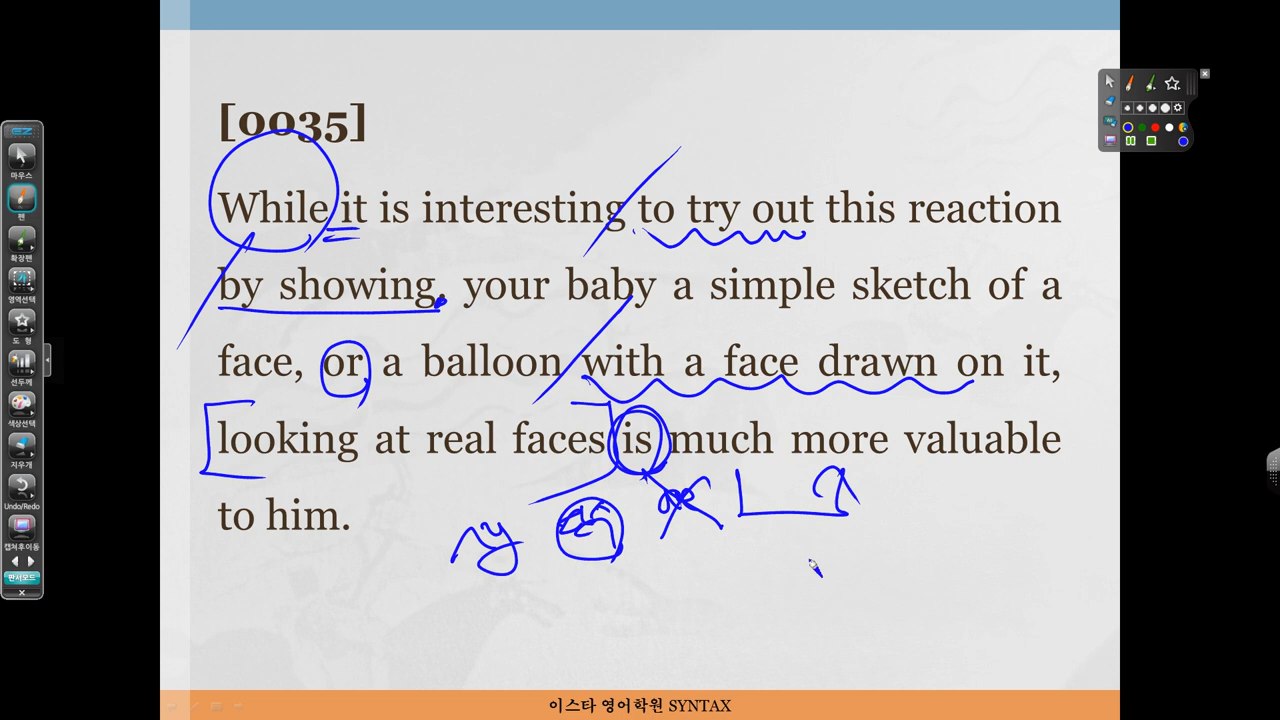 [0035]
While it is interesting to try out this reaction
by showing your baby a simple sketch of a
face, or a balloon with a face drawn on it,
looking at real faces is much more valuable
to him.
이스타 영어학원 SYNTAX
EZ
마우스
펜
확장펜
영역선택
도 형
선두께
색상선택
지우개
Undo/Redo
캡쳐후이동
판서모드